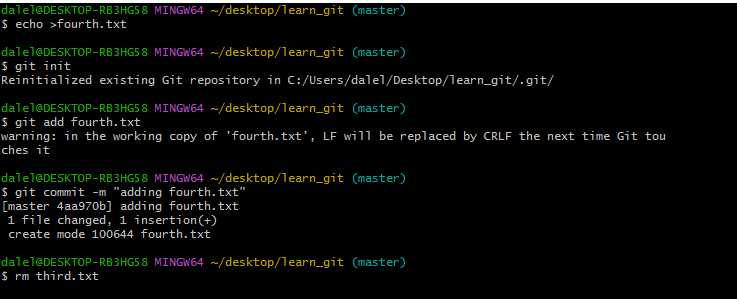 dalel@DESKTOP-RB3HG58 MINGW64 ~/desktop/learn_git (master)
$ echo >fourth.txt
dalel@DESKTOP-RB3HG58 MINGW64 ~/desktop/learn_git (master)
$ git init
Reinitialized existing Git repository in C:/Users/dalel/Desktop/learn_git/.git/
dalel@DESKTOP-RB3HG58 MINGW64 ~/desktop/learn_git (master)
$ git add fourth.txt
warning: in the working copy of 'fourth.txt', LF will be replaced by CRLF the next time Git tou
ches it
dalel@DESKTOP-RB3HG58 MINGW64 ~/desktop/learn_git (master)
$ git commit -m "adding fourth.txt"
[master 4aa970b] adding fourth.txt
 1 file changed, 1 insertion(+)
 create mode 100644 fourth.txt
dalel@DESKTOP-RB3HG58 MINGW64 ~/desktop/learn_git (master)
$ rm third.txt